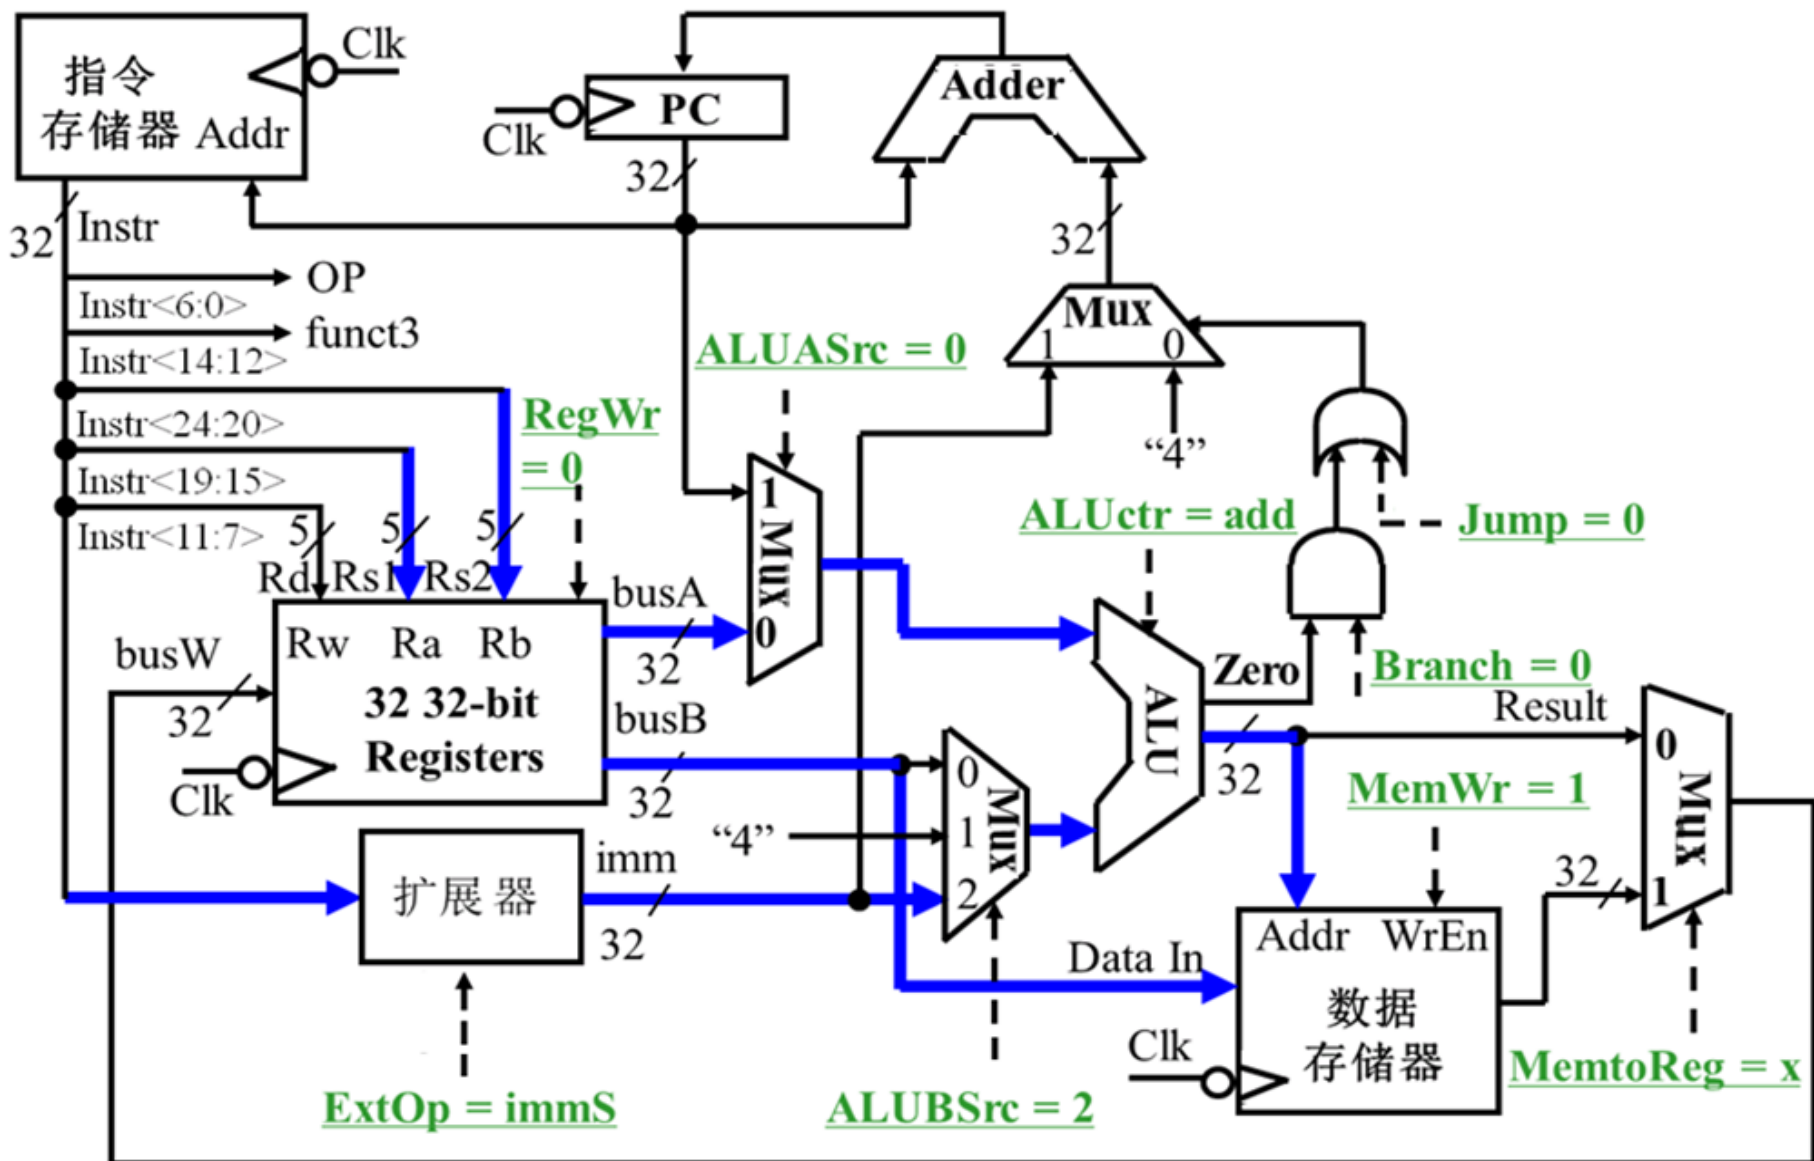 指令
存储器 Addr
Clk
Clk
PC
Adder
32
32
Instr
32
OP
Instr<6:0>
funct3
Instr<14:12>
Instr<24:20>
Instr<19:15>
Instr<11:7>
Mux
1 0
“4”
ALUASrc = 0
RegWr
= 0
5
5
5
Rd Rs1 Rs2
busW
32
Rw Ra Rb
32 32-bit
Registers
Clk
busA
32
busB
32
1
Mux
0
ALUctr = add
Jump = 0
Zero
Branch = 0
ALU
32
Result
MemWr = 1
0
Mux
1
32
“4”
0
1
2
Mux
imm
32
扩展器
ExtOp = immS
ALUBSrc = 2
Data In
Addr WrEn
数据
存储器
Clk
MemtoReg = x